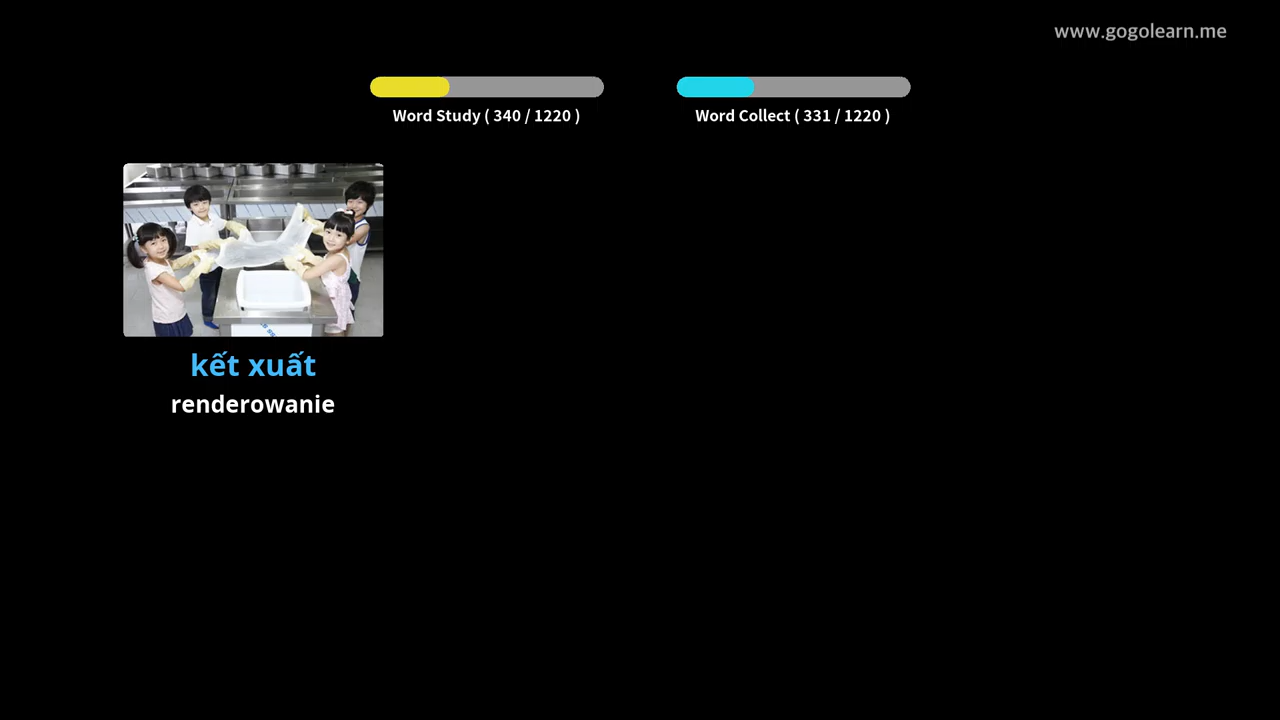 www.gogolearn.me
Word Study ( 340 / 1220 )
Word Collect ( 331 / 1220 )
kết xuất
renderowanie